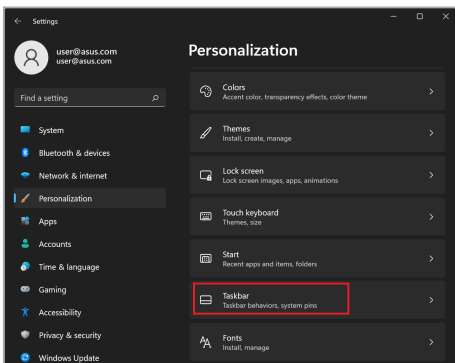 Settings
user@asus.com
user@asus.com
Find a setting
System
Bluetooth & devices
Network & internet
Personalization
Apps
Accounts
Time & language
Gaming
Accessibility
Privacy & security
Windows Update
Personalization
Colors
Accent color, transparency effects, color theme
Themes
Install, create, manage
Lock screen
Lock screen images, apps, animations
Touch keyboard
Themes, size
Start
Recent apps and items, folders
Taskbar
Taskbar behaviors, system pins
Fonts
Install, manage